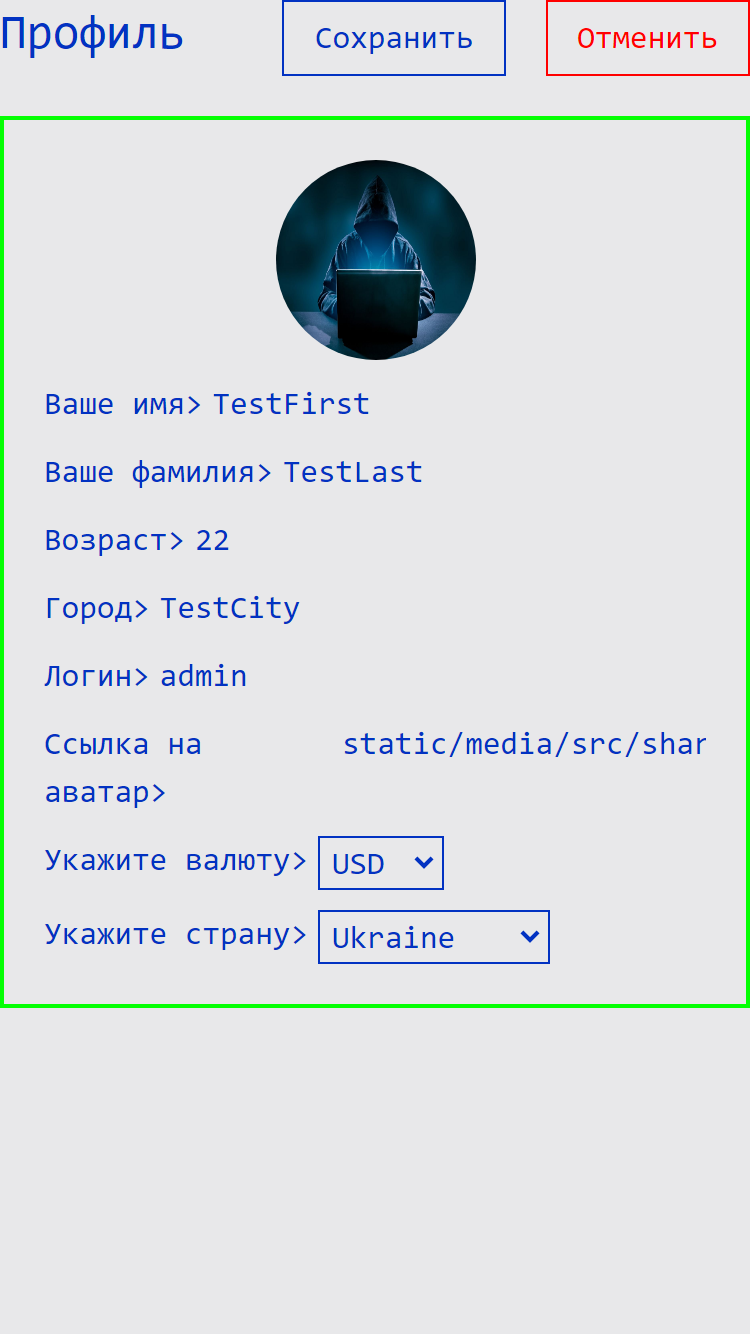 Профиль Сохранить Отменить
Ваше имя> TestFirst
Ваше фамилия> TestLast
Возраст> 22
Город> TestCity
Логин> admin
Ссылка на static/media/src/shar
аватар>
Укажите валюту> USD
Укажите страну> Ukraine